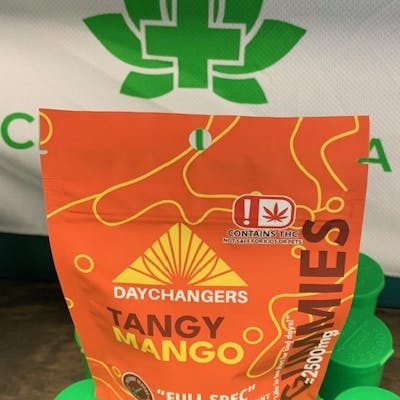 C A
CONTAINS THC
NOT SAFE FOR KIDS OR PETS
DAYCHANGERS
TANGY
MANGO
GUMMIES
≥2500mg
"FULL SPEC"